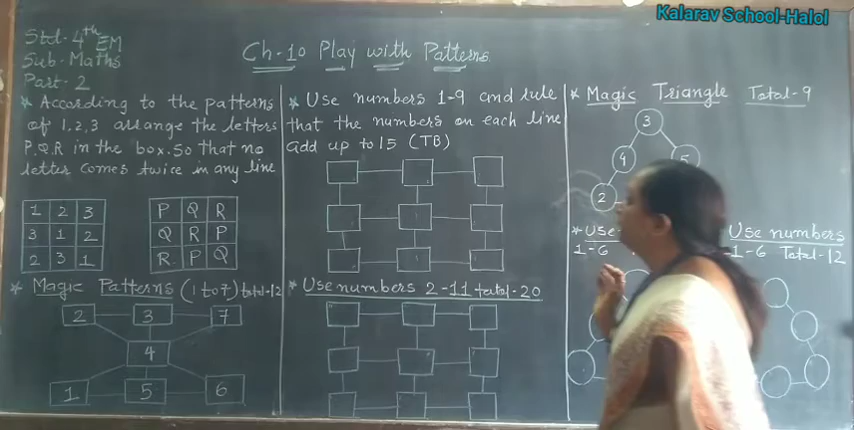 Kalarav School-Halol
Std-4th EM
Sub-Maths
Part-2
Ch-10 Play with Patterns
* According to the patterns
of 1,2,3 arrange the letters
P,Q,R in the box. So that no
letter comes twice in any line
1 2 3
3 1 2
2 3 1
P Q R
Q R P
R P Q
* Magic Patterns (1 to 7) total-12
2 3 7
4
1 5 6
* Use numbers 1-9 and rule
that the numbers on each line
add up to 15 (TB)
* Use numbers 2-11 total-20
* Magic Triangle Total-9
3
4 5
2
* Use
1-6
Use numbers
1-6 Total-12